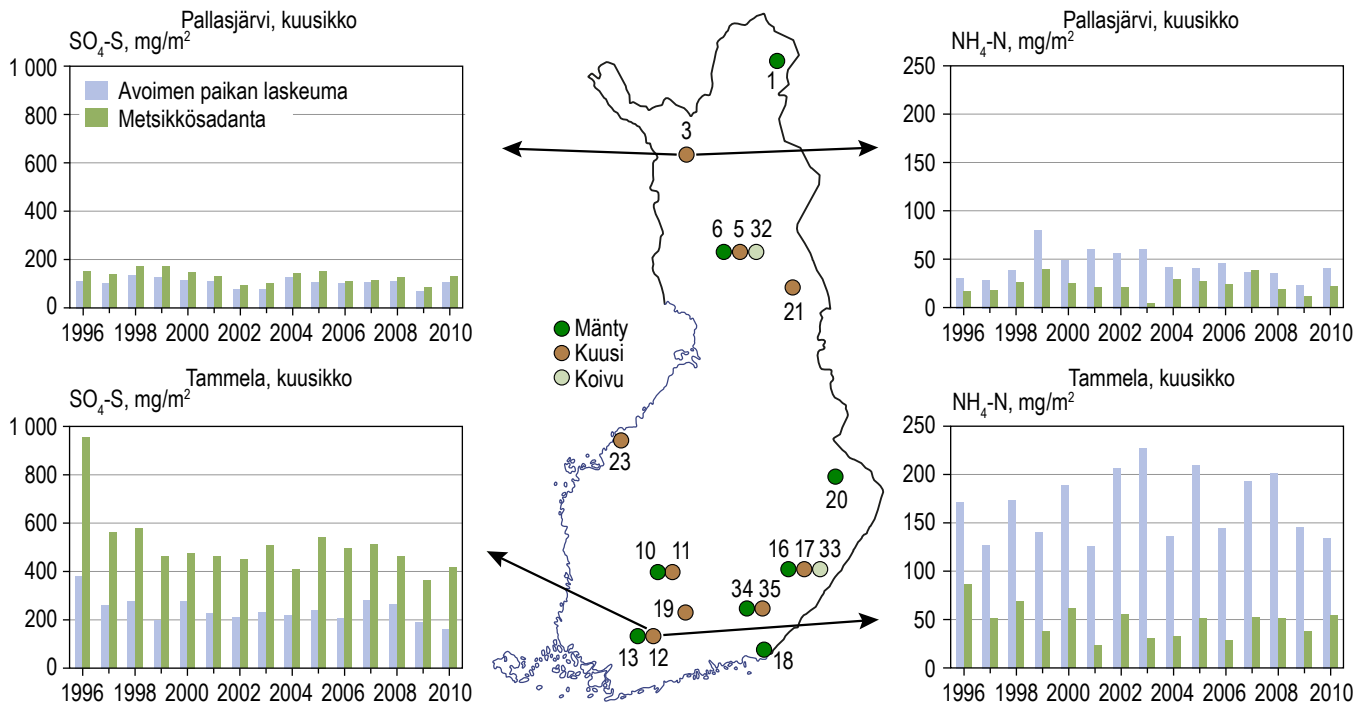 Pallasjärvi, kuusikko
SO₄-S, mg/m²
1 000
800
600
400
200
0
Avoimen paikan laskeuma
Metsikkösadanta
1996 1998 2000 2002 2004 2006 2008 2010
Tammela, kuusikko
SO₄-S, mg/m²
1 000
800
600
400
200
0
1996 1998 2000 2002 2004 2006 2008 2010
1
3
6 5 32
21
Mänty
Kuusi
Koivu
23
20
10 11
16 17 33
34 35
19
13 12
18
Pallasjärvi, kuusikko
NH₄-N, mg/m²
250
200
150
100
50
0
1996 1998 2000 2002 2004 2006 2008 2010
Tammela, kuusikko
NH₄-N, mg/m²
250
200
150
100
50
0
1996 1998 2000 2002 2004 2006 2008 2010